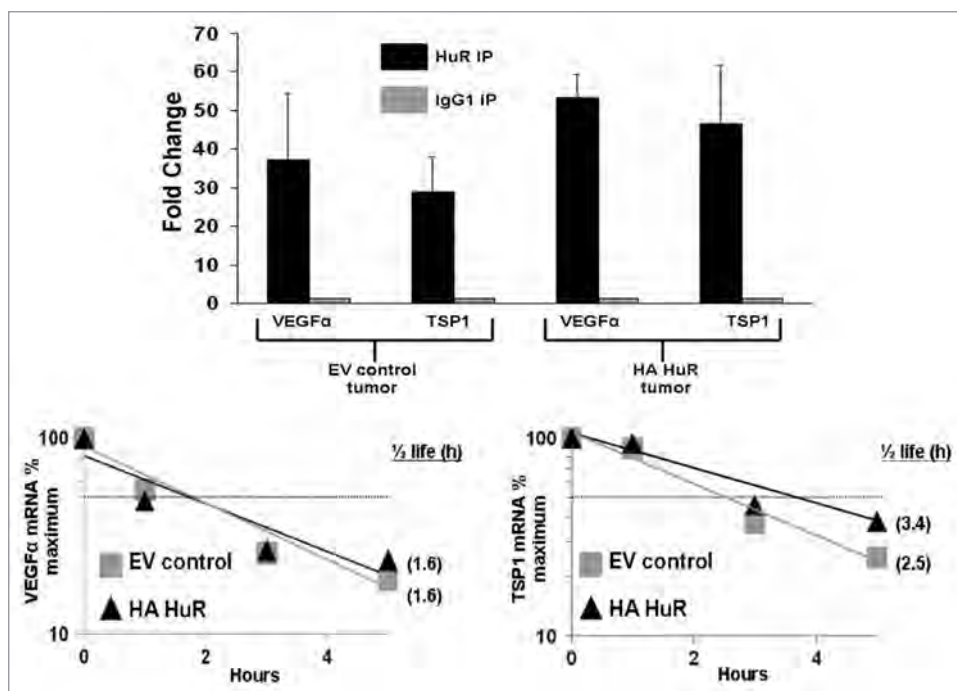 70
60
50
40
30
20
10
0
Fold Change
HuR IP
IgG1 IP
VEGFα TSP1 VEGFα TSP1
EV control
tumor
HA HuR
tumor
100
10
VEGFα mRNA %
maximum
½ life (h)
(1.6)
(1.6)
EV control
HA HuR
0 2 4
Hours
100
10
TSP1 mRNA %
maximum
½ life (h)
(3.4)
(2.5)
EV control
HA HuR
0 2 4
Hours